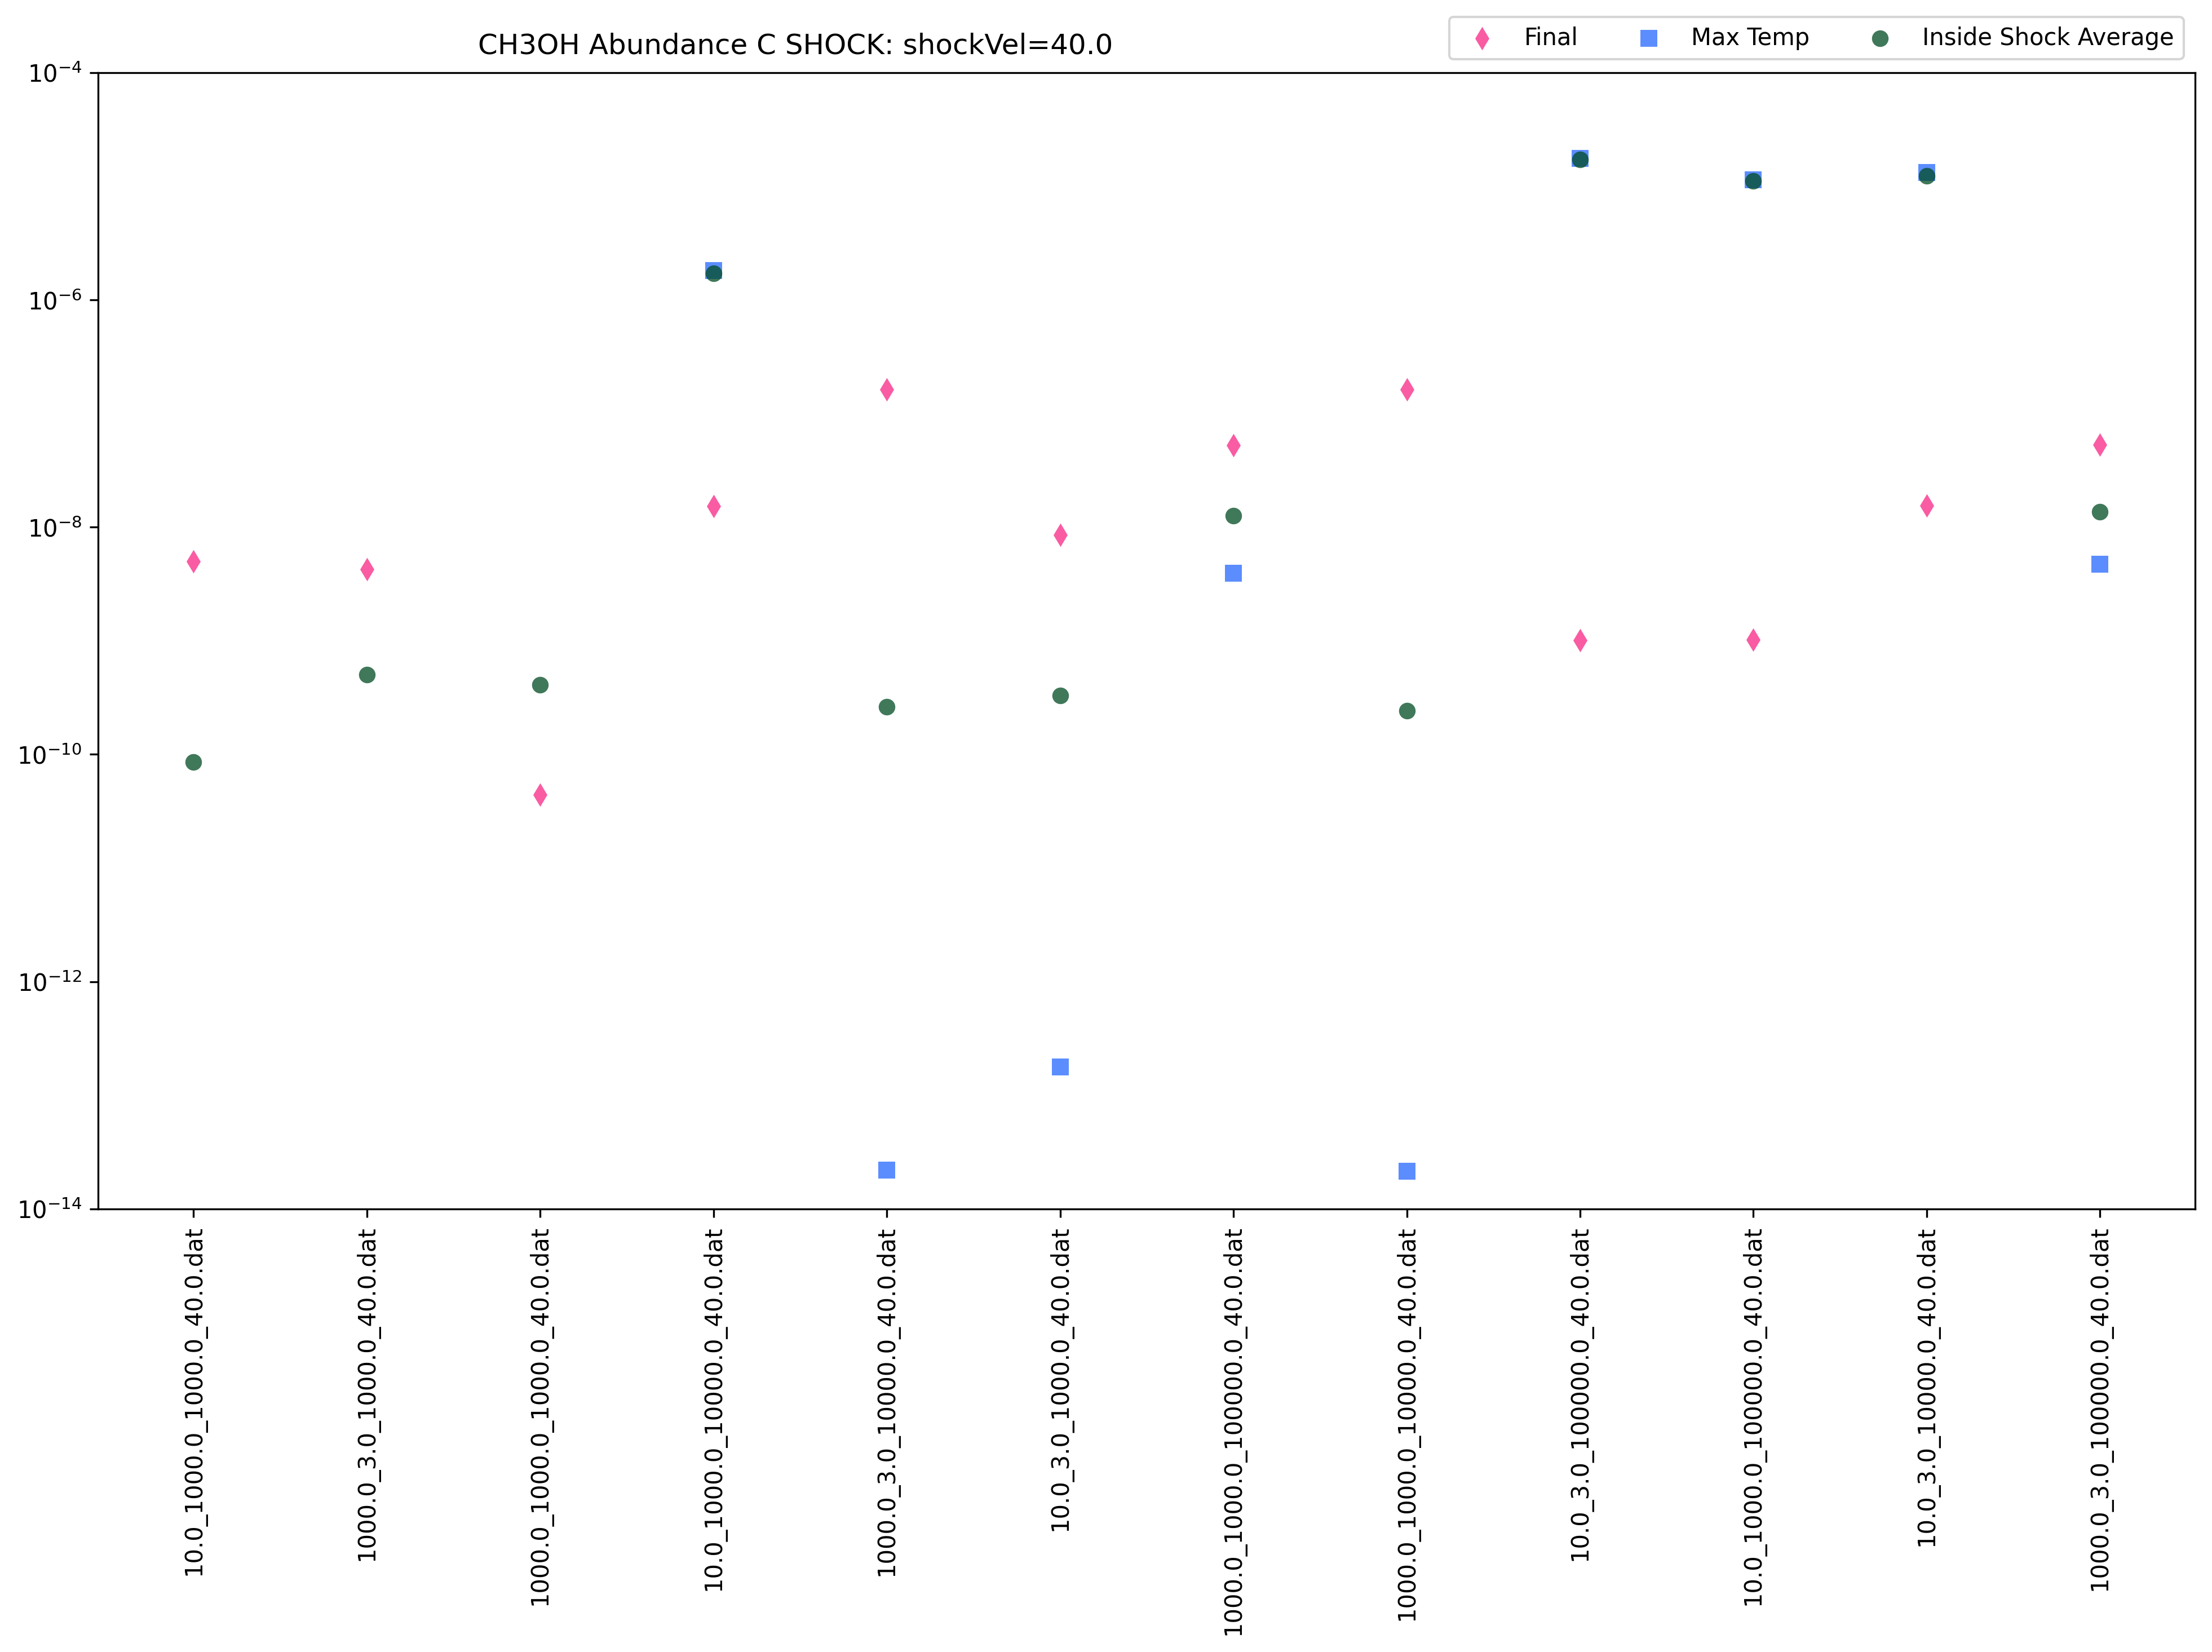 CH3OH Abundance C SHOCK: shockVel=40.0
Final
Max Temp
Inside Shock Average
10⁻⁴
10⁻⁶
10⁻⁸
10⁻¹⁰
10⁻¹²
10⁻¹⁴
10.0_1000.0_1000.0_40.0.dat
1000.0_3.0_1000.0_40.0.dat
1000.0_1000.0_1000.0_40.0.dat
10.0_1000.0_10000.0_40.0.dat
1000.0_3.0_10000.0_40.0.dat
10.0_3.0_1000.0_40.0.dat
1000.0_1000.0_100000.0_40.0.dat
1000.0_1000.0_10000.0_40.0.dat
10.0_3.0_100000.0_40.0.dat
10.0_1000.0_100000.0_40.0.dat
10.0_3.0_10000.0_40.0.dat
1000.0_3.0_100000.0_40.0.dat